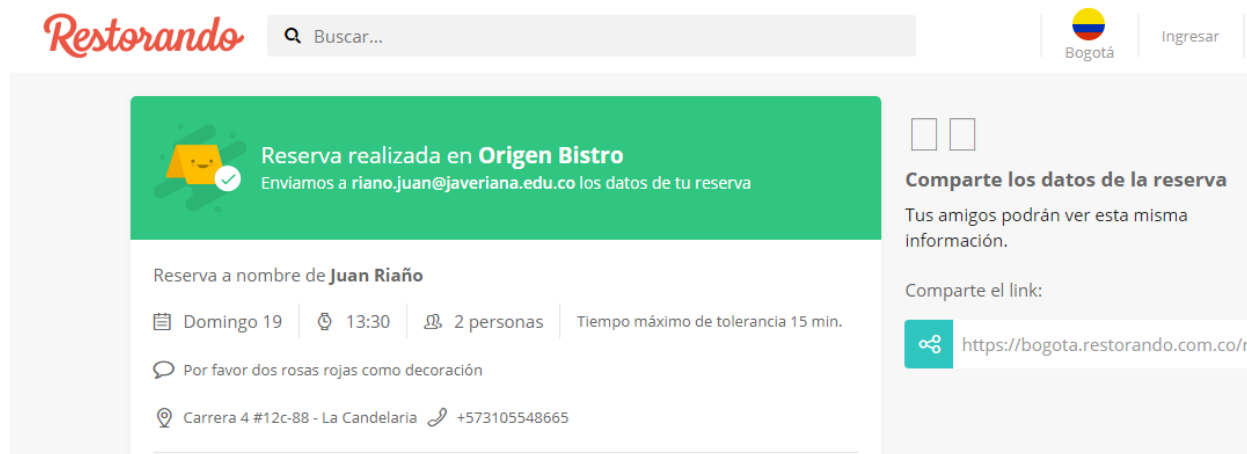 Restorando
Buscar...
Bogotá
Ingresar
Reserva realizada en Origen Bistro
Enviamos a riano.juan@javeriana.edu.co los datos de tu reserva
Reserva a nombre de Juan Riaño
Domingo 19
13:30
2 personas
Tiempo máximo de tolerancia 15 min.
Por favor dos rosas rojas como decoración
Carrera 4 #12c-88 - La Candelaria
+573105548665
Comparte los datos de la reserva
Tus amigos podrán ver esta misma
información.
Comparte el link:
https://bogota.restorando.com.co/r